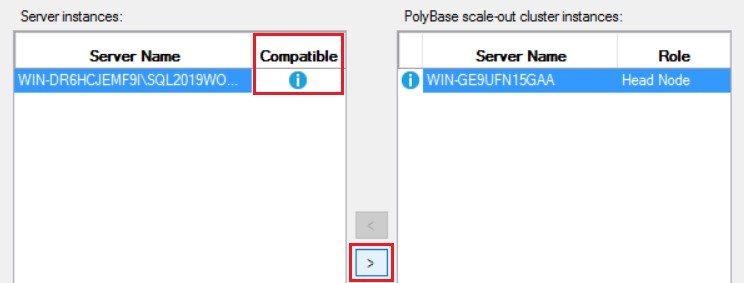 Server instances:
Server Name Compatible
WIN-DR6HCJEMF9I\SQL2019WO...
<
>
PolyBase scale-out cluster instances:
Server Name Role
WIN-GE9UFN15GAA Head Node